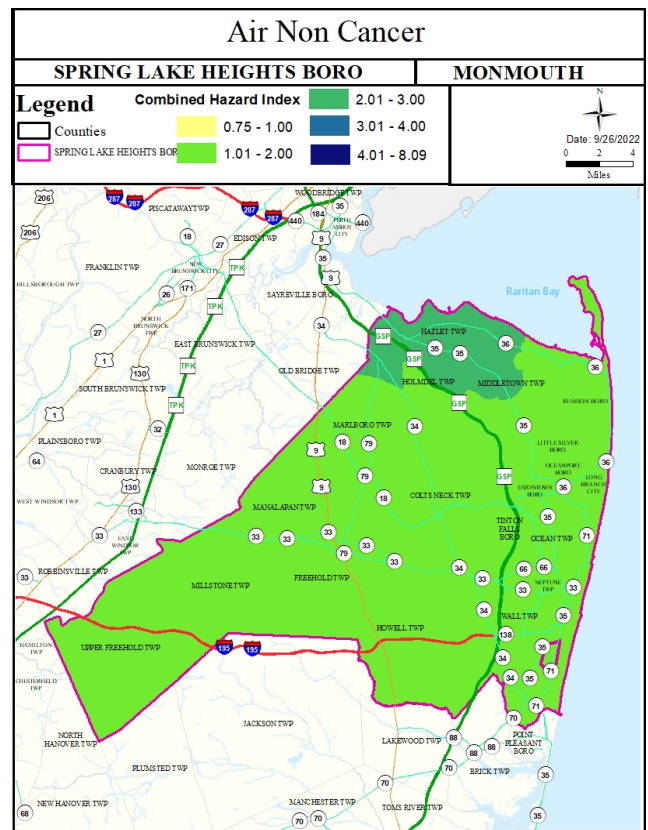 Air Non Cancer
SPRING LAKE HEIGHTS BORO
MONMOUTH
Legend
Combined Hazard Index
Counties
SPRING LAKE HEIGHTS BOR
0.75 - 1.00
1.01 - 2.00
2.01 - 3.00
3.01 - 4.00
4.01 - 8.09
N
Date: 9/26/2022
0 2 4
Miles
206
287
287
PISCATAWAY TWP
WOODBRIDGE TWP
287
287
440
184
35
440
PERTH
AMBOY
CITY
206
18
27
EDISON TWP
9
35
FRANKLIN TWP
NEW
BRUNSWICK CITY
TPK
9
HILLSBOROUGH TWP
26
171
SAYREVILLE BORO
Raritan Bay
TPK
34
27
NORTH
BRUNSWICK
TWP
EAST BRUNSWICK TWP
GSP
HAZLET TWP
35
35
36
1
130
TPK
OLD BRIDGE TWP
GSP
36
SOUTH BRUNSWICK TWP
HOLMDEL TWP
MIDDLETOWN TWP
TPK
GSP
RUMSON BORO
1
32
MARLBORO TWP
34
35
PLAINSBORO TWP
18
79
LITTLE SILVER
BORO
64
9
36
CRANBURY TWP
MONROE TWP
79
OCEANPORT
BORO
130
9
GSP
EATONTOWN
BORO
36
LONG
BRANCH
CITY
WEST WINDSOR TWP
18
COLTS NECK TWP
133
MANALAPAN TWP
TINTON
FALLS
BORO
35
33
EAST
WINDSOR
TWP
33
33
33
OCEAN TWP
71
79
33
33
ROBBINSVILLE TWP
34
66
66
33
FREEHOLD TWP
33
33
NEPTUNE
TWP
33
MILLSTONE TWP
34
WALL TWP
35
HOWELL TWP
138
HAMILTON
TWP
UPPER FREEHOLD TWP
195
195
35
34
71
CHESTERFIELD
TWP
34
35
71
JACKSON TWP
70
NORTH
HANOVER TWP
LAKEWOOD TWP
88
88
88
POINT
PLEASANT
BORO
PLUMSTED TWP
70
BRICK TWP
70
35
NEW HANOVER TWP
MANCHESTER TWP
TOMS RIVER TWP
68
70
70
35